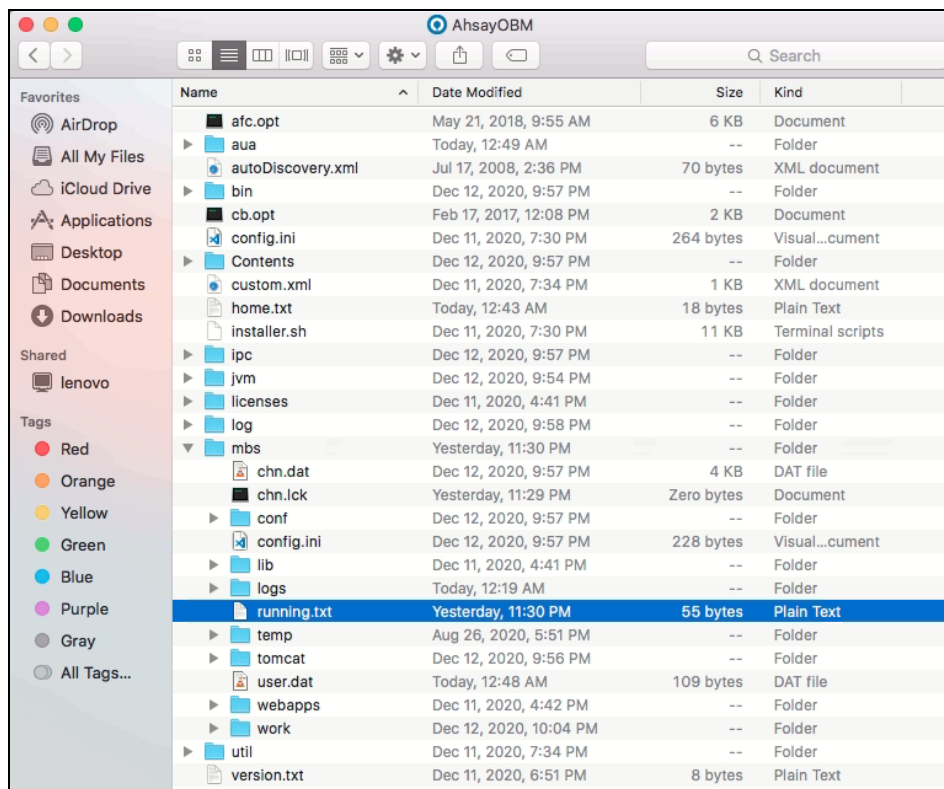 AhsayOBM
Search
Favorites
AirDrop
All My Files
iCloud Drive
Applications
Desktop
Documents
Downloads
Shared
lenovo
Tags
Red
Orange
Yellow
Green
Blue
Purple
Gray
All Tags...
Name Date Modified Size Kind
afc.opt May 21, 2018, 9:55 AM 6 KB Document
aua Today, 12:49 AM -- Folder
autoDiscovery.xml Jul 17, 2008, 2:36 PM 70 bytes XML document
bin Dec 12, 2020, 9:57 PM -- Folder
cb.opt Feb 17, 2017, 12:08 PM 2 KB Document
config.ini Dec 11, 2020, 7:30 PM 264 bytes Visual...cument
Contents Dec 12, 2020, 9:57 PM -- Folder
custom.xml Dec 11, 2020, 7:34 PM 1 KB XML document
home.txt Today, 12:43 AM 18 bytes Plain Text
installer.sh Dec 11, 2020, 7:30 PM 11 KB Terminal scripts
ipc Dec 12, 2020, 9:57 PM -- Folder
jvm Dec 12, 2020, 9:54 PM -- Folder
licenses Dec 11, 2020, 4:41 PM -- Folder
log Dec 12, 2020, 9:58 PM -- Folder
mbs Yesterday, 11:30 PM -- Folder
chn.dat Dec 12, 2020, 9:57 PM 4 KB DAT file
chn.lck Yesterday, 11:29 PM Zero bytes Document
conf Dec 12, 2020, 9:57 PM -- Folder
config.ini Dec 12, 2020, 9:57 PM 228 bytes Visual...cument
lib Dec 11, 2020, 4:41 PM -- Folder
logs Today, 12:19 AM -- Folder
running.txt Yesterday, 11:30 PM 55 bytes Plain Text
temp Aug 26, 2020, 5:51 PM -- Folder
tomcat Dec 12, 2020, 9:56 PM -- Folder
user.dat Today, 12:48 AM 109 bytes DAT file
webapps Dec 11, 2020, 4:42 PM -- Folder
work Dec 12, 2020, 10:04 PM -- Folder
util Dec 11, 2020, 7:34 PM -- Folder
version.txt Dec 11, 2020, 6:51 PM 8 bytes Plain Text